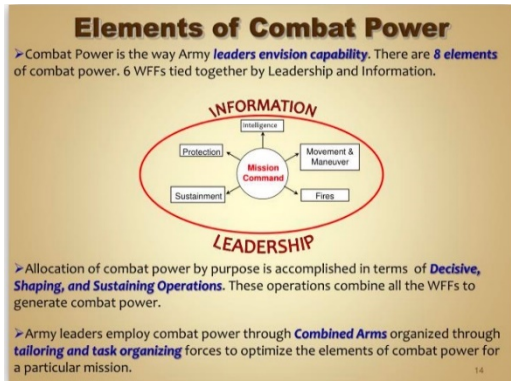 Elements of Combat Power
➢Combat Power is the way Army leaders envision capability. There are 8 elements
of combat power. 6 WFFs tied together by Leadership and Information.
INFORMATION
Intelligence
Protection
Movement &
Maneuver
Mission
Command
Sustainment
Fires
LEADERSHIP
➢Allocation of combat power by purpose is accomplished in terms of Decisive,
Shaping, and Sustaining Operations. These operations combine all the WFFs to
generate combat power.
➢Army leaders employ combat power through Combined Arms organized through
tailoring and task organizing forces to optimize the elements of combat power for
a particular mission.
14